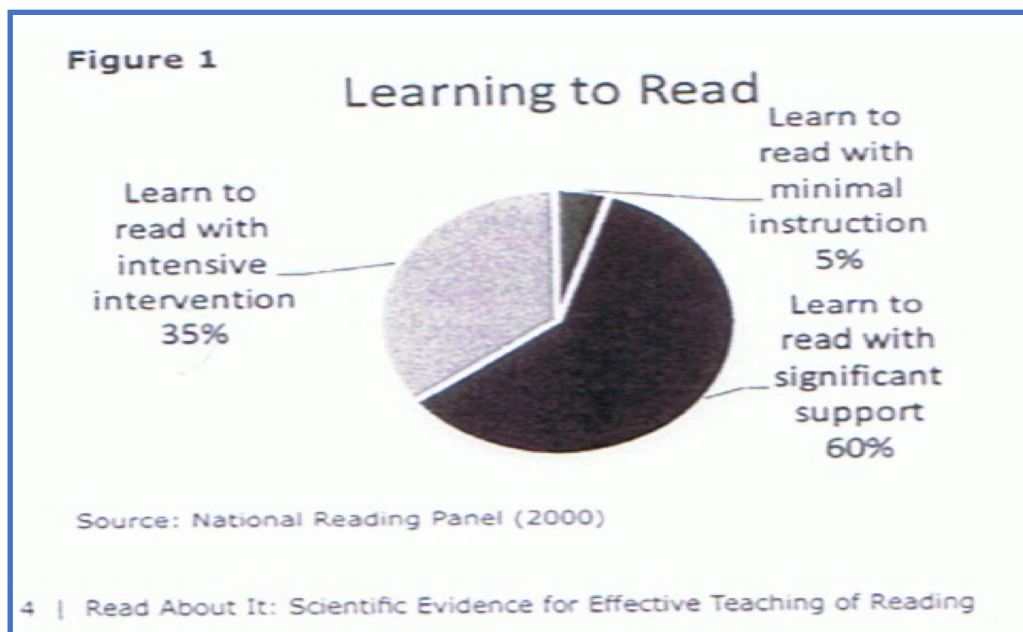 Figure 1
Learning to Read
Learn to
read with
minimal
instruction
5%
Learn to
read with
intensive
intervention
35%
Learn to
read with
significant
support
60%
Source: National Reading Panel (2000)
4 | Read About It: Scientific Evidence for Effective Teaching of Reading